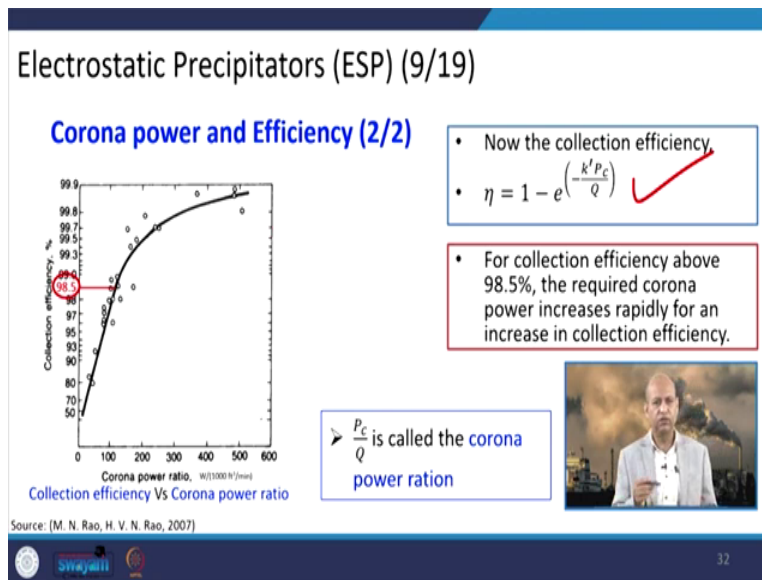 Electrostatic Precipitators (ESP) (9/19)
Corona power and Efficiency (2/2)
99.9
99.8
99.7
99.5
99.3
99.0
98.5
98
97
95
93
90
80
70
50
Collection efficiency, %
0 100 200 300 400 500 600
Corona power ratio, W/(1000 ft³/min)
Collection efficiency Vs Corona power ratio
Source: (M. N. Rao, H. V. N. Rao, 2007)
• Now the collection efficiency,
• η = 1 − e^(−k′P_c/Q)
• For collection efficiency above
98.5%, the required corona
power increases rapidly for an
increase in collection efficiency.
➢ P_c/Q is called the corona
power ration
swayam
32